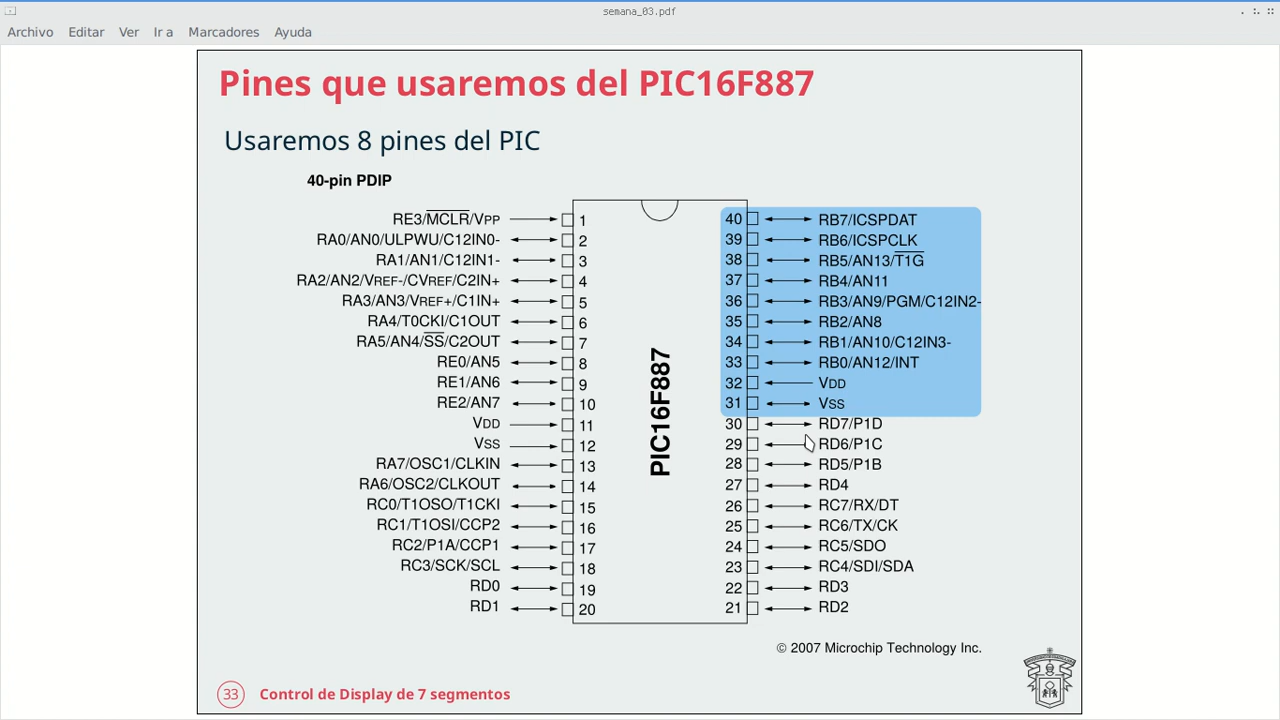 semana_03.pdf
Archivo Editar Ver Ir a Marcadores Ayuda
Pines que usaremos del PIC16F887
Usaremos 8 pines del PIC
40-pin PDIP
RE3/MCLR/VPP 1 40 RB7/ICSPDAT
RA0/AN0/ULPWU/C12IN0- 2 39 RB6/ICSPCLK
RA1/AN1/C12IN1- 3 38 RB5/AN13/T1G
RA2/AN2/VREF-/CVREF/C2IN+ 4 37 RB4/AN11
RA3/AN3/VREF+/C1IN+ 5 36 RB3/AN9/PGM/C12IN2-
RA4/T0CKI/C1OUT 6 35 RB2/AN8
RA5/AN4/SS/C2OUT 7 34 RB1/AN10/C12IN3-
RE0/AN5 8 33 RB0/AN12/INT
RE1/AN6 9 32 VDD
RE2/AN7 10 31 VSS
VDD 11 30 RD7/P1D
VSS 12 29 RD6/P1C
RA7/OSC1/CLKIN 13 28 RD5/P1B
RA6/OSC2/CLKOUT 14 27 RD4
RC0/T1OSO/T1CKI 15 26 RC7/RX/DT
RC1/T1OSI/CCP2 16 25 RC6/TX/CK
RC2/P1A/CCP1 17 24 RC5/SDO
RC3/SCK/SCL 18 23 RC4/SDI/SDA
RD0 19 22 RD3
RD1 20 21 RD2
PIC16F887
© 2007 Microchip Technology Inc.
33 Control de Display de 7 segmentos